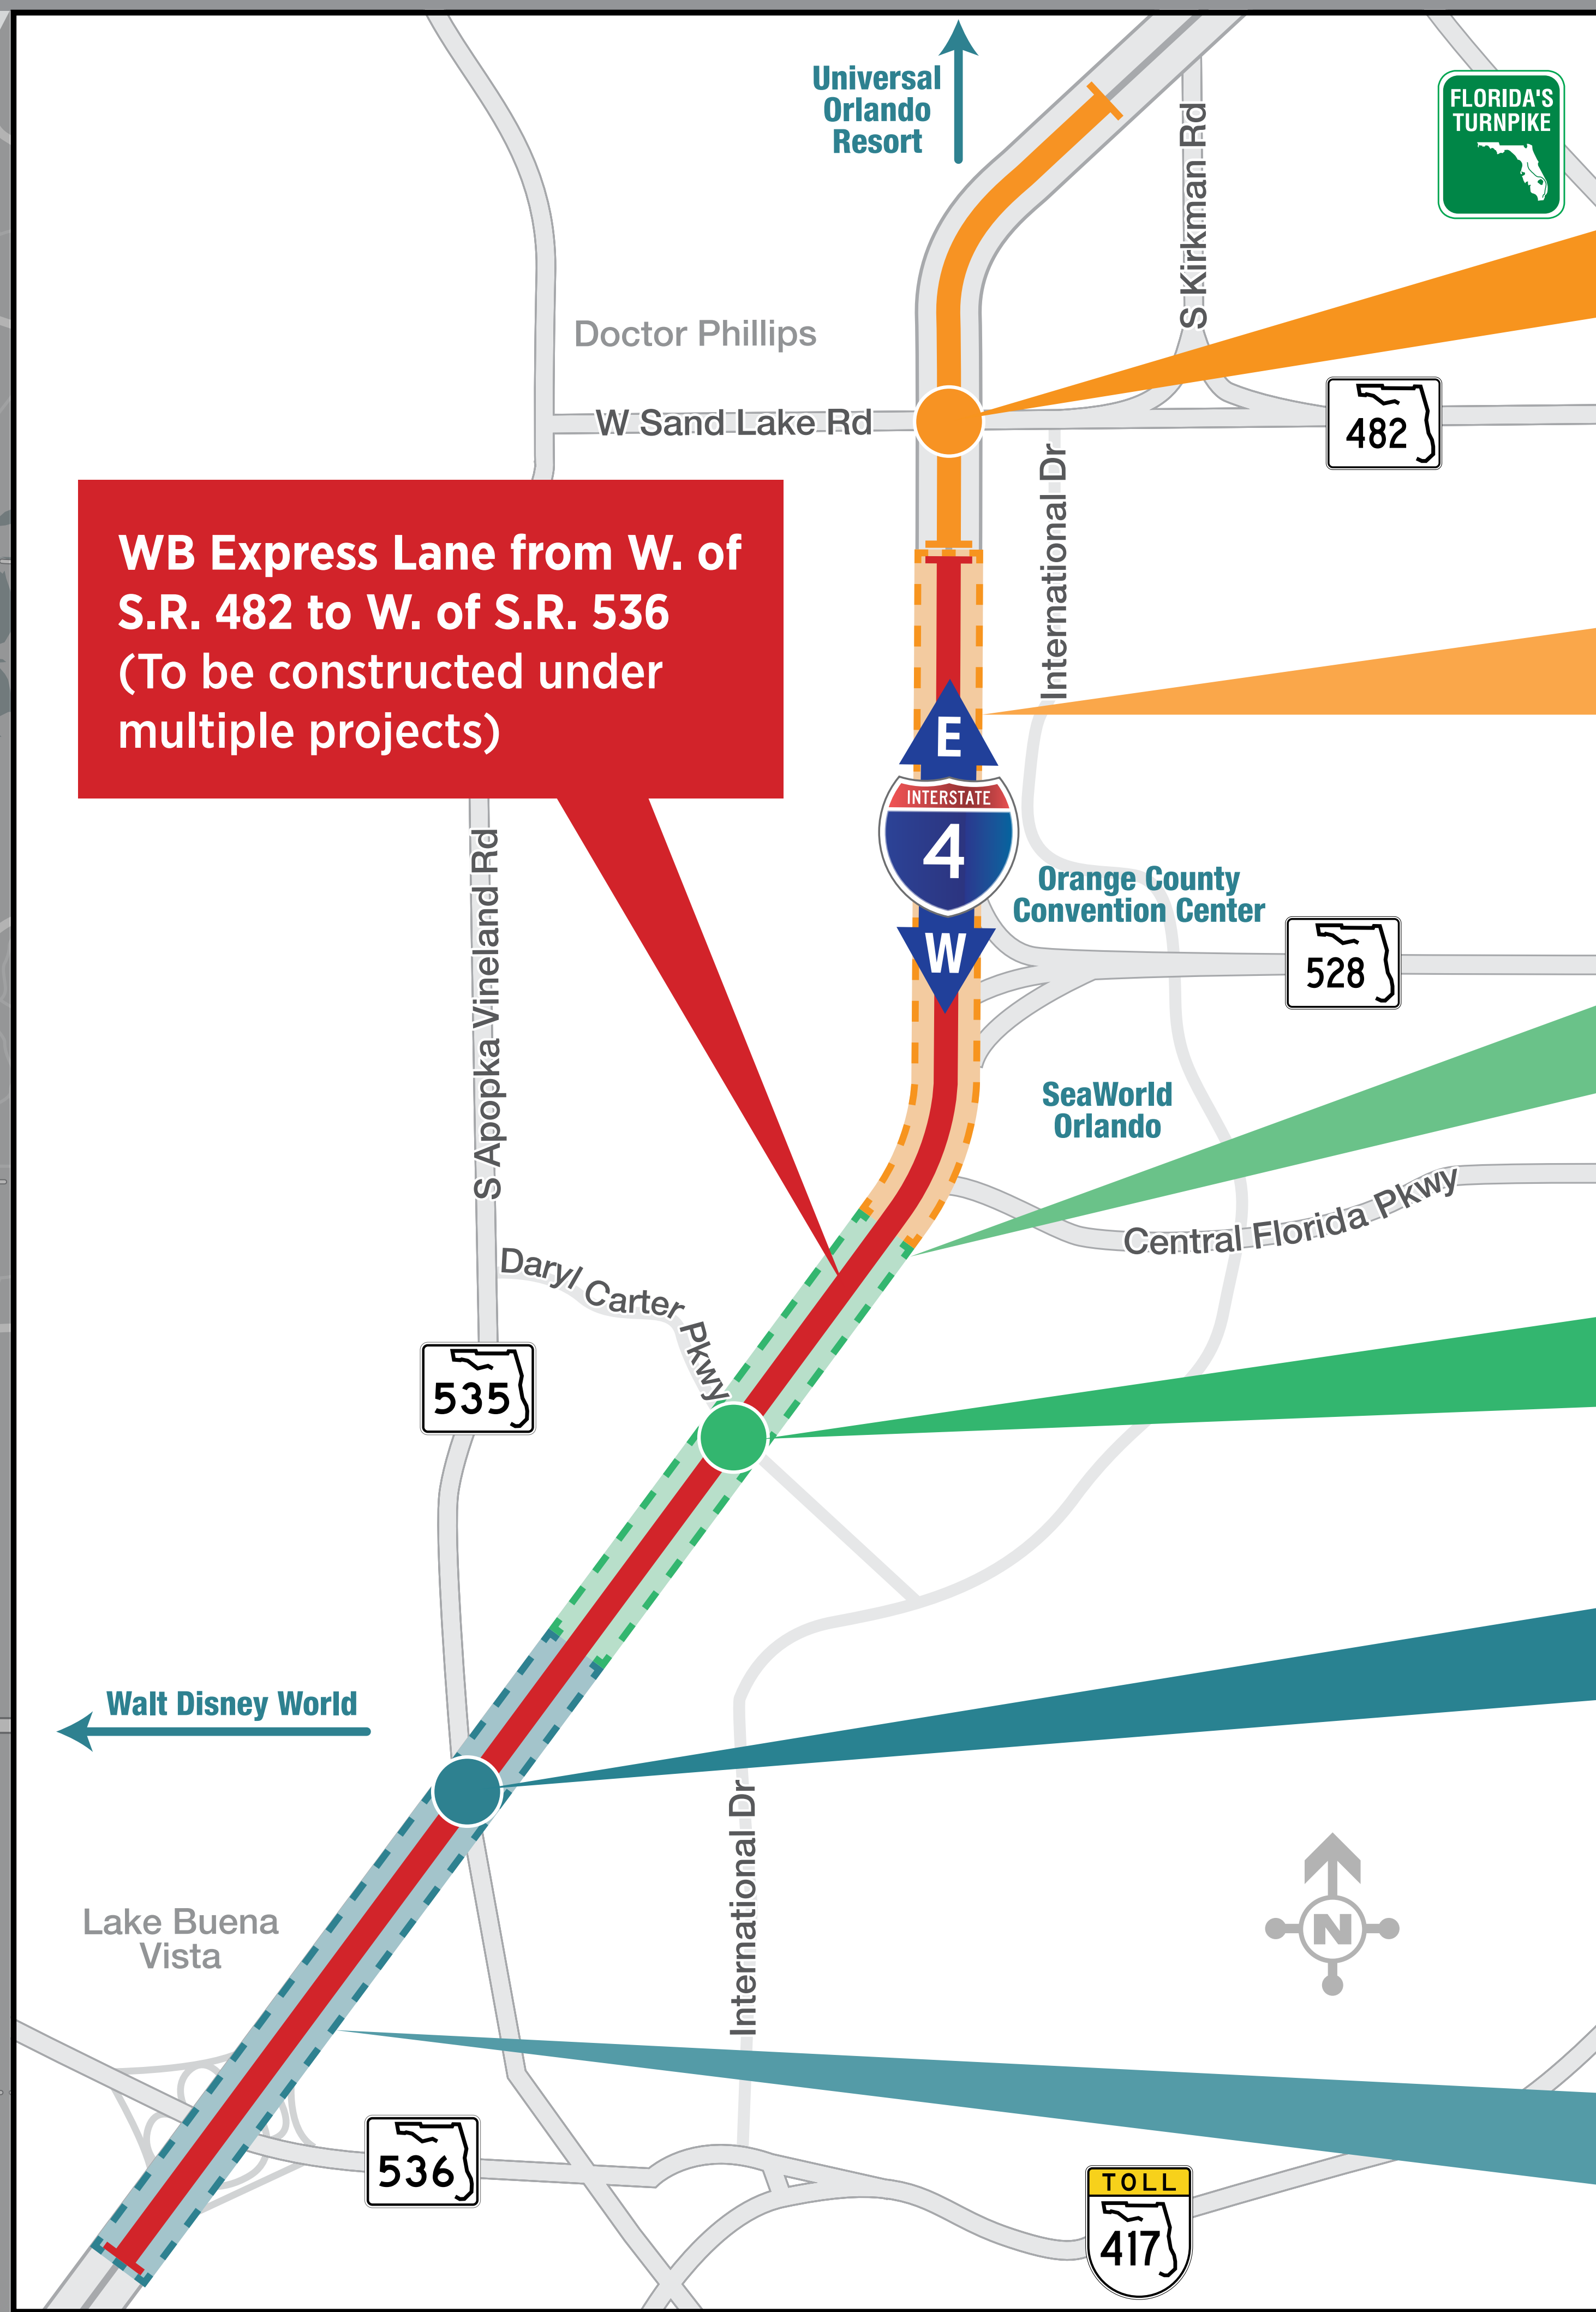 Universal
Orlando
Resort
FLORIDA'S
TURNPIKE
S Kirkman Rd
Doctor Phillips
W Sand Lake Rd
482
International Dr
WB Express Lane from W. of
S.R. 482 to W. of S.R. 536
(To be constructed under
multiple projects)
E
INTERSTATE
4
W
S Apopka Vineland Rd
Orange County
Convention Center
528
SeaWorld
Orlando
Central Florida Pkwy
Daryl Carter Pkwy
535
Walt Disney World
International Dr
Lake Buena
Vista
N
536
TOLL
417